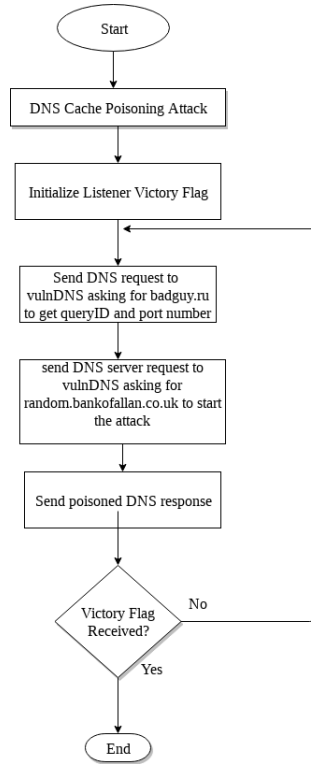 Start
DNS Cache Poisoning Attack
Initialize Listener Victory Flag
Send DNS request to
vulnDNS asking for badguy.ru
to get queryID and port number
send DNS server request to
vulnDNS asking for
random.bankofallan.co.uk to start
the attack
Send poisoned DNS response
Victory Flag
Received?
No
Yes
End